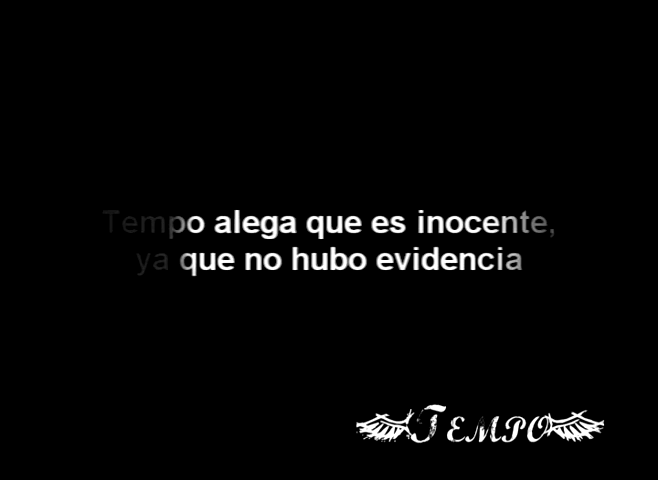 Tempo alega que es inocente,
ya que no hubo evidencia
TEMPO